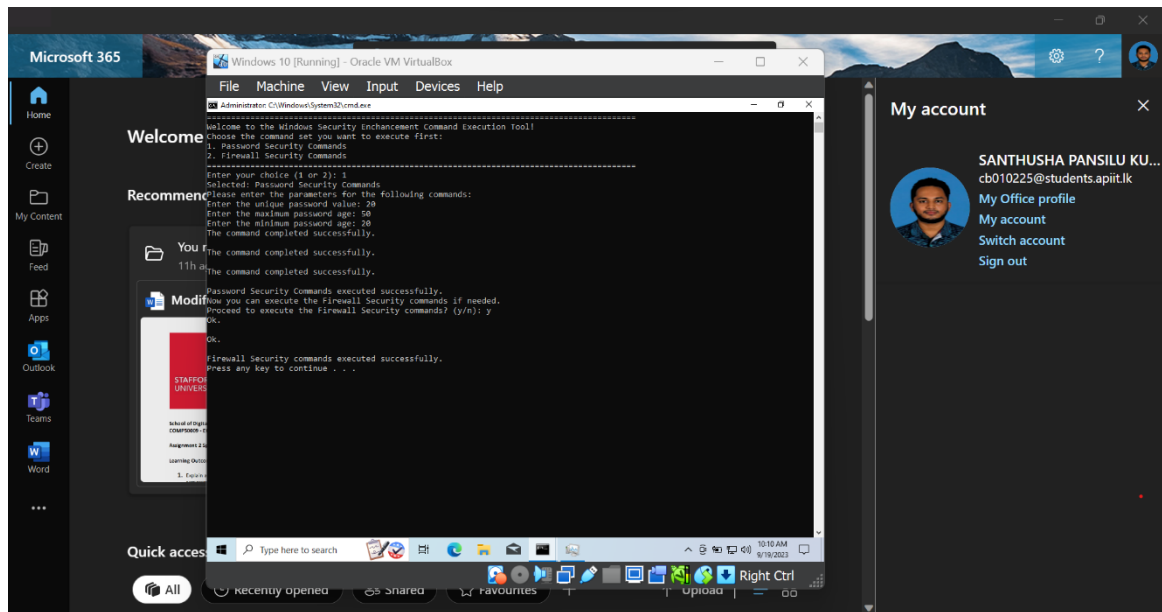 Microsoft 365
Home
Create
My Content
Feed
Apps
Outlook
Teams
Word
Welcome
Recommen
You r
11h a
Modif
STAFFOR
UNIVERS
Quick acces
All
Recently opened
Shared
Favourites
Upload
Windows 10 [Running] - Oracle VM VirtualBox
File Machine View Input Devices Help
Administrator: C:\Windows\System32\cmd.exe
Welcome to the Windows Security Enchancement Command Execution Tool!
Choose the command set you want to execute first:
1. Password Security Commands
2. Firewall Security Commands
Enter your choice (1 or 2): 1
Selected: Password Security Commands
Please enter the parameters for the following commands:
Enter the unique password value: 20
Enter the maximum password age: 50
Enter the minimum password age: 20
The command completed successfully.
The command completed successfully.
The command completed successfully.
Password Security Commands executed successfully.
Now you can execute the Firewall Security commands if needed.
Proceed to execute the Firewall Security commands? (y/n): y
Ok.
Ok.
Firewall Security commands executed successfully.
Press any key to continue . . .
Type here to search
10:10 AM
9/19/2023
Right Ctrl
My account
SANTHUSHA PANSILU KU...
cb010225@students.apiit.lk
My Office profile
My account
Switch account
Sign out